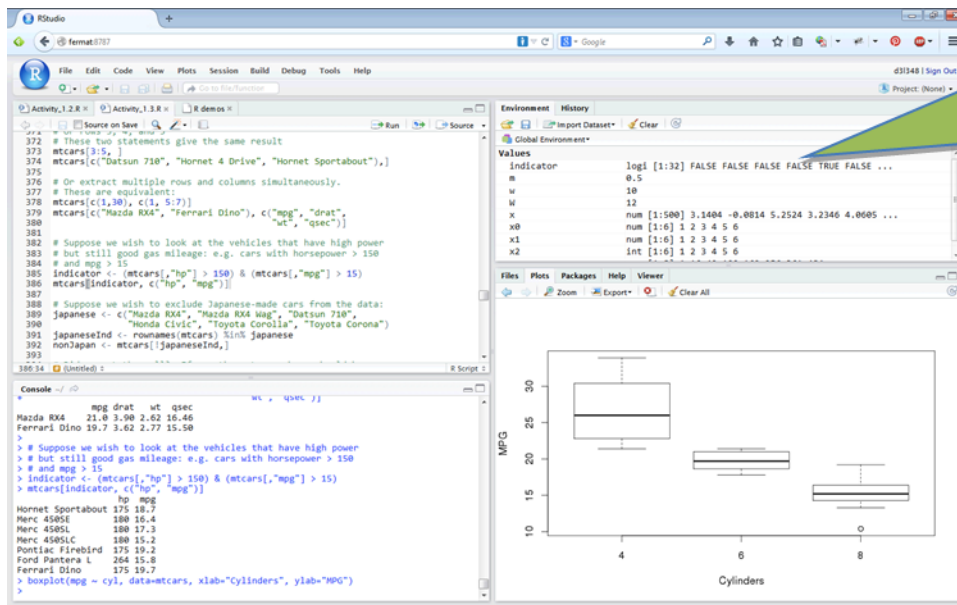 RStudio
fermat:8787
Google
File Edit Code View Plots Session Build Debug Tools Help
d3l348 | Sign Out
Go to file/function
Project: (None)
Activity_1.2.R × Activity_1.3.R × R demos ×
Source on Save Run Source
372 # These two statements give the same result
373 mtcars[3:5, ]
374 mtcars[c("Datsun 710", "Hornet 4 Drive", "Hornet Sportabout"),]
375
376 # Or extract multiple rows and columns simultaneously.
377 # These are equivalent:
378 mtcars[c(1,30), c(1, 5:7)]
379 mtcars[c("Mazda RX4", "Ferrari Dino"), c("mpg", "drat",
380 "wt", "qsec")]
381
382 # Suppose we wish to look at the vehicles that have high power
383 # but still good gas mileage: e.g. cars with horsepower > 150
384 # and mpg > 15
385 indicator <- (mtcars[,"hp"] > 150) & (mtcars[,"mpg"] > 15)
386 mtcars[indicator, c("hp", "mpg")]
387
388 # Suppose we wish to exclude Japanese-made cars from the data:
389 japanese <- c("Mazda RX4", "Mazda RX4 Wag", "Datsun 710",
390 "Honda Civic", "Toyota Corolla", "Toyota Corona")
391 japaneseInd <- rownames(mtcars) %in% japanese
392 nonJapan <- mtcars[!japaneseInd,]
393
386:34 (Untitled) R Script
Console ~/
"wt", "qsec")]
mpg drat wt qsec
Mazda RX4 21.0 3.90 2.62 16.46
Ferrari Dino 19.7 3.62 2.77 15.50
>
> # Suppose we wish to look at the vehicles that have high power
> # but still good gas mileage: e.g. cars with horsepower > 150
> # and mpg > 15
> indicator <- (mtcars[,"hp"] > 150) & (mtcars[,"mpg"] > 15)
> mtcars[indicator, c("hp", "mpg")]
hp mpg
Hornet Sportabout 175 18.7
Merc 450SE 180 16.4
Merc 450SL 180 17.3
Merc 450SLC 180 15.2
Pontiac Firebird 175 19.2
Ford Pantera L 264 15.8
Ferrari Dino 175 19.7
> boxplot(mpg ~ cyl, data=mtcars, xlab="Cylinders", ylab="MPG")
>
Environment History
Import Dataset Clear
Global Environment
Values
indicator logi [1:32] FALSE FALSE FALSE FALSE TRUE FALSE ...
m 0.5
w 10
W 12
x num [1:500] 3.1404 -0.0814 5.2524 3.2346 4.0605 ...
x0 num [1:6] 1 2 3 4 5 6
x1 num [1:6] 1 2 3 4 5 6
x2 int [1:6] 1 2 3 4 5 6
Files Plots Packages Help Viewer
Zoom Export Clear All
MPG
30
25
20
15
10
4 6 8
Cylinders